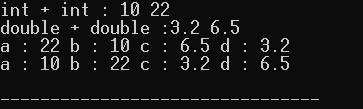 int + int : 10 22
double + double :3.2 6.5
a : 22 b : 10 c : 6.5 d : 3.2
a : 10 b : 22 c : 3.2 d : 6.5
--------------------------------